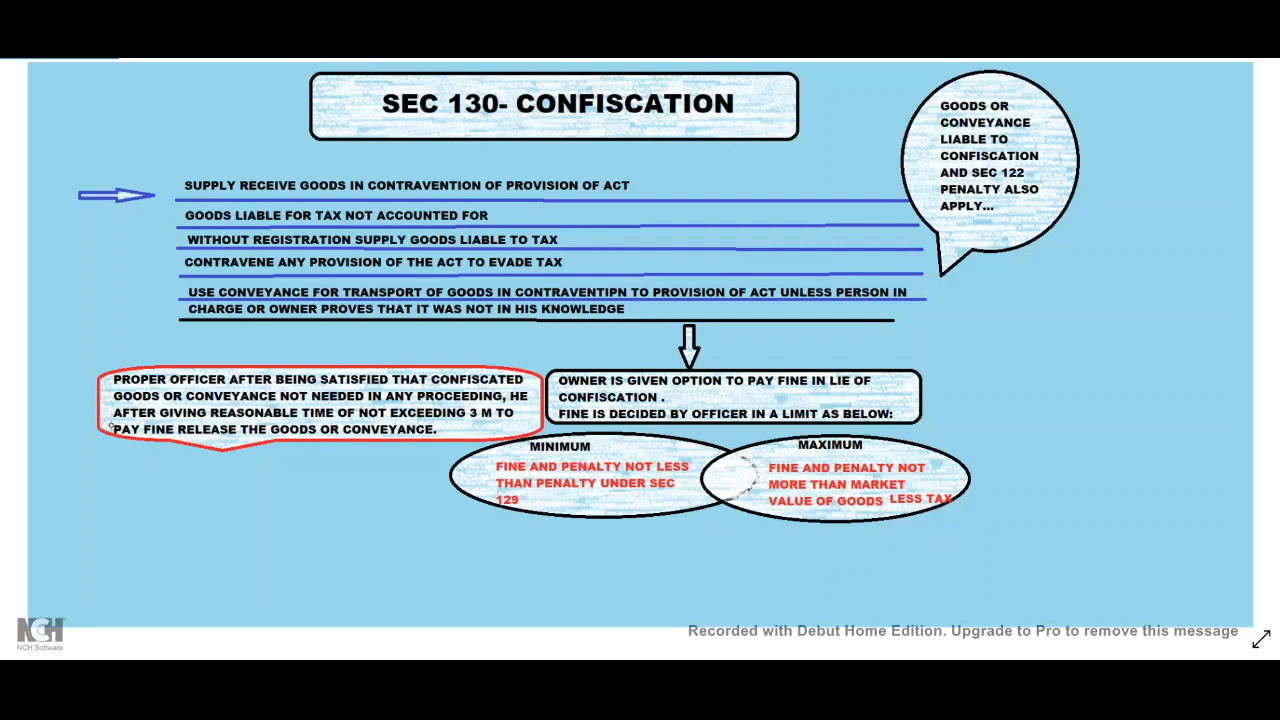 SEC 130- CONFISCATION
GOODS OR
CONVEYANCE
LIABLE TO
CONFISCATION
AND SEC 122
PENALTY ALSO
APPLY...
SUPPLY RECEIVE GOODS IN CONTRAVENTION OF PROVISION OF ACT
GOODS LIABLE FOR TAX NOT ACCOUNTED FOR
WITHOUT REGISTRATION SUPPLY GOODS LIABLE TO TAX
CONTRAVENE ANY PROVISION OF THE ACT TO EVADE TAX
USE CONVEYANCE FOR TRANSPORT OF GOODS IN CONTRAVENTIPN TO PROVISION OF ACT UNLESS PERSON IN
CHARGE OR OWNER PROVES THAT IT WAS NOT IN HIS KNOWLEDGE
PROPER OFFICER AFTER BEING SATISFIED THAT CONFISCATED
GOODS OR CONVEYANCE NOT NEEDED IN ANY PROCEEDING, HE
AFTER GIVING REASONABLE TIME OF NOT EXCEEDING 3 M TO
PAY FINE RELEASE THE GOODS OR CONVEYANCE.
OWNER IS GIVEN OPTION TO PAY FINE IN LIE OF
CONFISCATION .
FINE IS DECIDED BY OFFICER IN A LIMIT AS BELOW:
MINIMUM
FINE AND PENALTY NOT LESS
THAN PENALTY UNDER SEC
129
MAXIMUM
FINE AND PENALTY NOT
MORE THAN MARKET
VALUE OF GOODS LESS TAX
NCH
NCH Software
Recorded with Debut Home Edition. Upgrade to Pro to remove this message